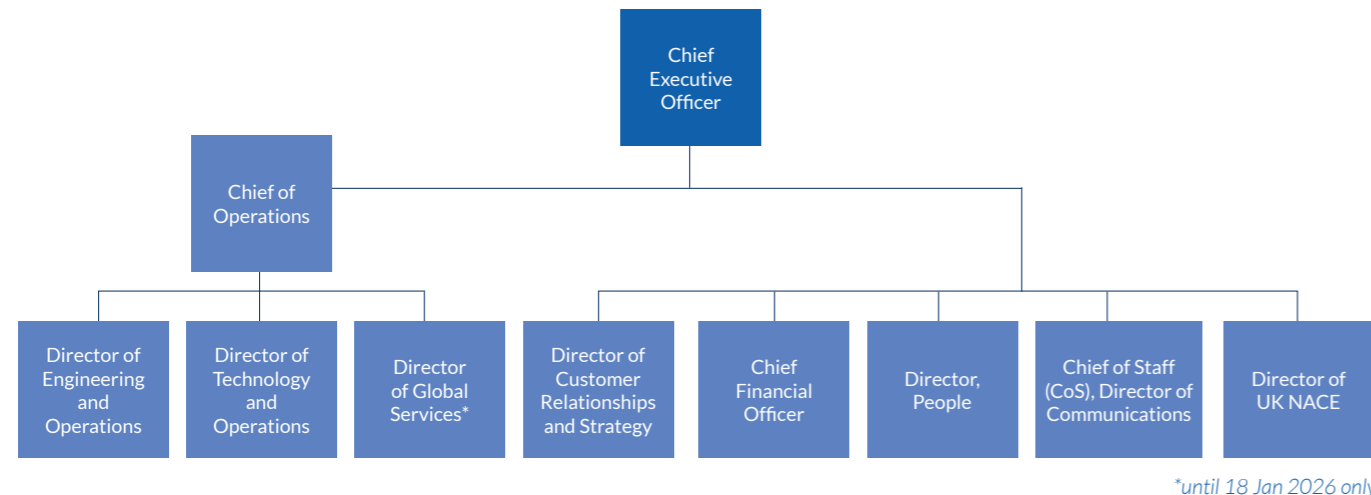 Chief
Executive
Officer
Chief of
Operations
Director of
Engineering
and
Operations
Director of
Technology
and
Operations
Director
of Global
Services*
Director of
Customer
Relationships
and Strategy
Chief
Financial
Officer
Director,
People
Chief of Staff
(CoS), Director of
Communications
Director of
UK NACE
*until 18 Jan 2026 only